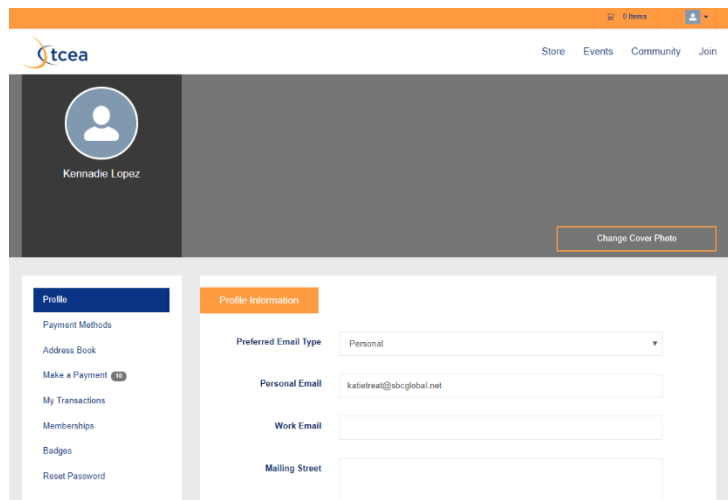 0 Items
tcea
Store Events Community Join
Kennadie Lopez
Change Cover Photo
Profile
Payment Methods
Address Book
Make a Payment 10
My Transactions
Memberships
Badges
Reset Password
Profile Information
Preferred Email Type Personal
Personal Email katietreat@sbcglobal.net
Work Email
Mailing Street